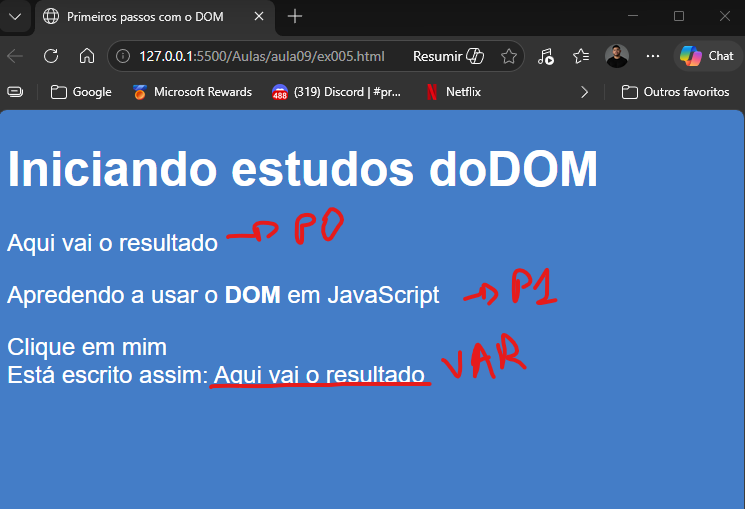 Primeiros passos com o DOM
127.0.0.1:5500/Aulas/aula09/ex005.html Resumir Chat
Google Microsoft Rewards (319) Discord | #pr... Netflix Outros favoritos
488
Iniciando estudos doDOM
Aqui vai o resultado → P0
Apredendo a usar o DOM em JavaScript → P1
Clique em mim
Está escrito assim: Aqui vai o resultado VAR